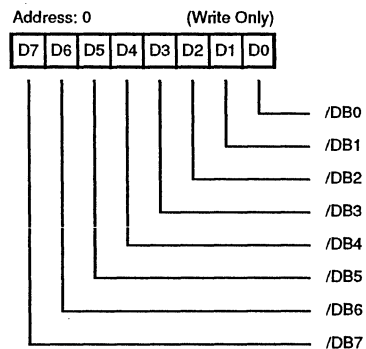 Address: 0 (Write Only)
D7 D6 D5 D4 D3 D2 D1 D0
/DB0
/DB1
/DB2
/DB3
/DB4
/DB5
/DB6
/DB7